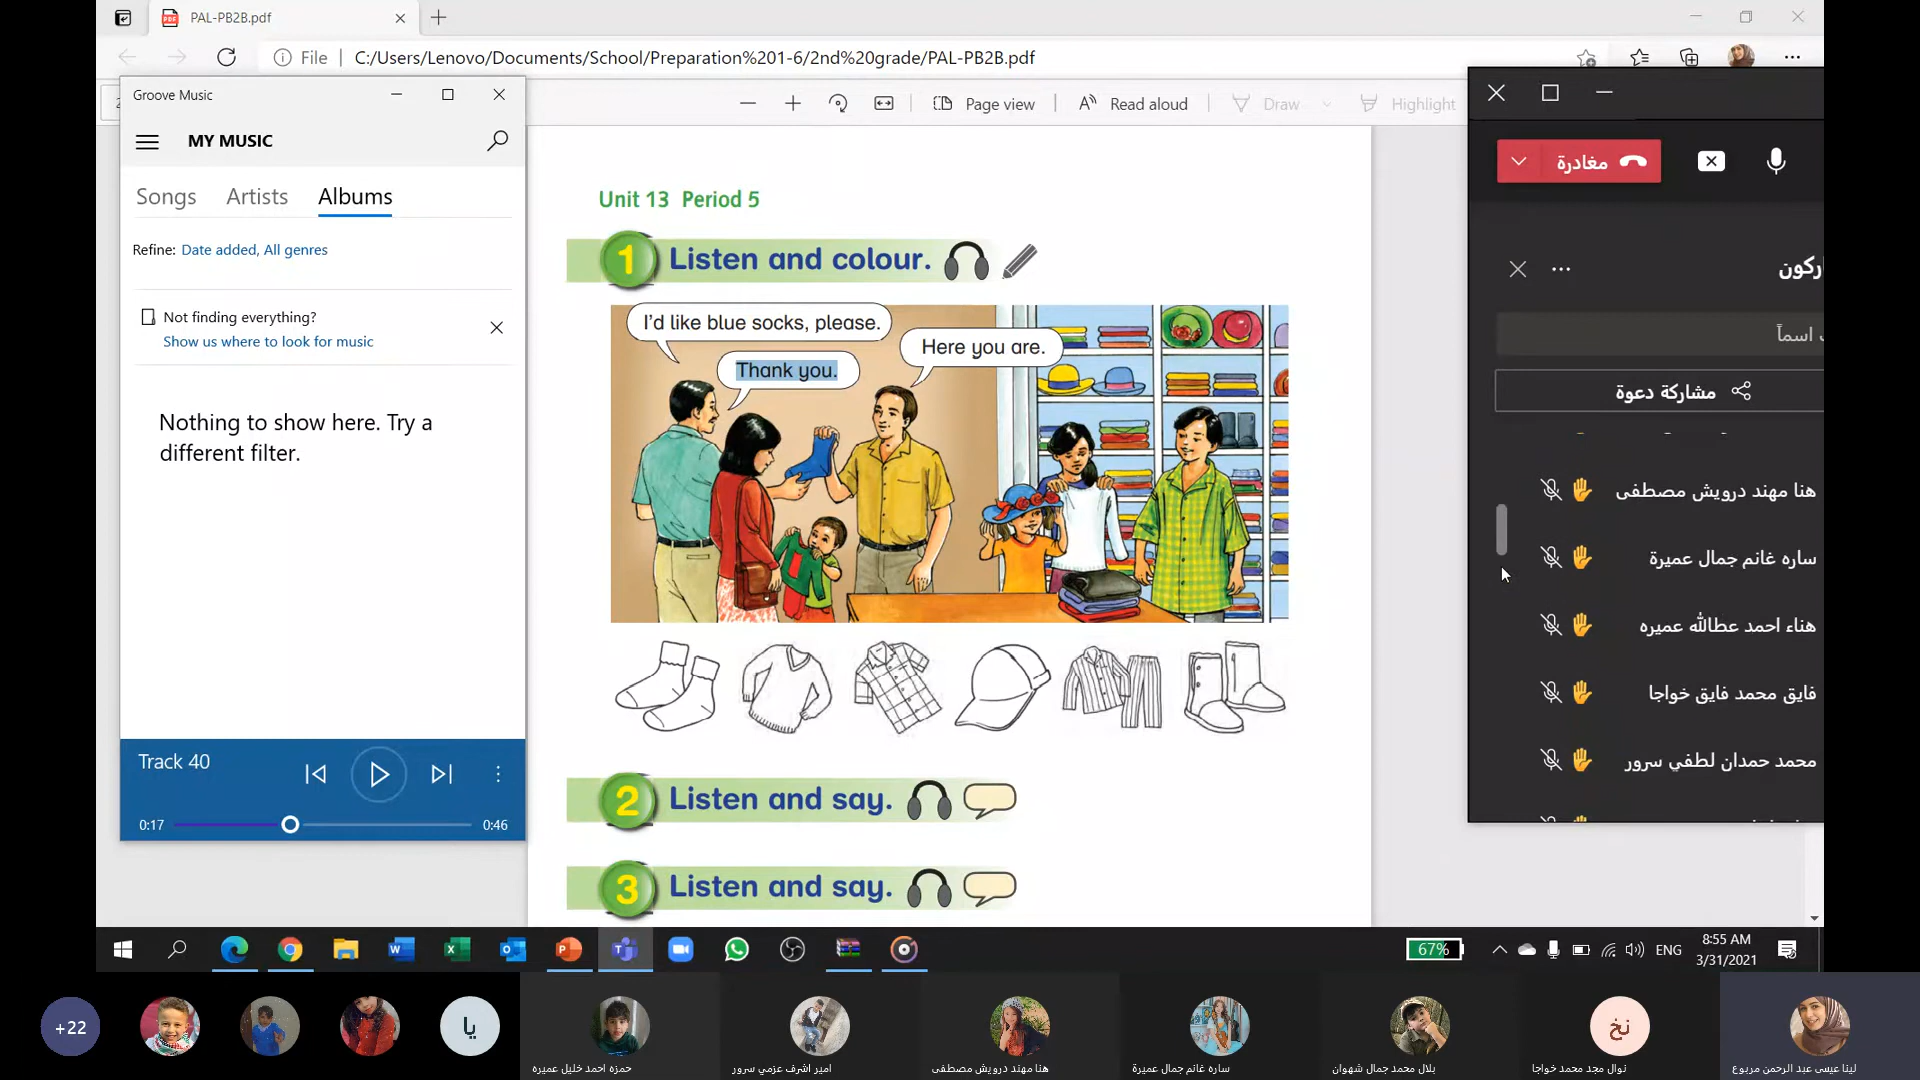 PAL-PB2B.pdf
File
C:/Users/Lenovo/Documents/School/Preparation%201-6/2nd%20grade/PAL-PB2B.pdf
Page view
Read aloud
Draw
Highlight
Groove Music
MY MUSIC
Songs
Artists
Albums
Refine: Date added, All genres
Not finding everything?
Show us where to look for music
Nothing to show here. Try a
different filter.
Track 40
0:17
0:46
Unit 13 Period 5
1 Listen and colour.
I'd like blue socks, please.
Here you are.
Thank you.
2 Listen and say.
3 Listen and say.
مغادرة
مشاركة دعوة
هنا مهند درويش مصطفى
ساره غانم جمال عميرة
هناء احمد عطالله عميره
فايق محمد فايق خواجا
محمد حمدان لطفي سرور
67%
ENG
8:55 AM
3/31/2021
+22
يا
حمزه احمد خليل عميره
امير اشرف عزمي سرور
هنا مهند درويش مصطفى
ساره غانم جمال عميرة
بلال محمد جمال شهوان
نخ
نوال مجد محمد خواجا
لينا عيسى عبد الرحمن مربوع